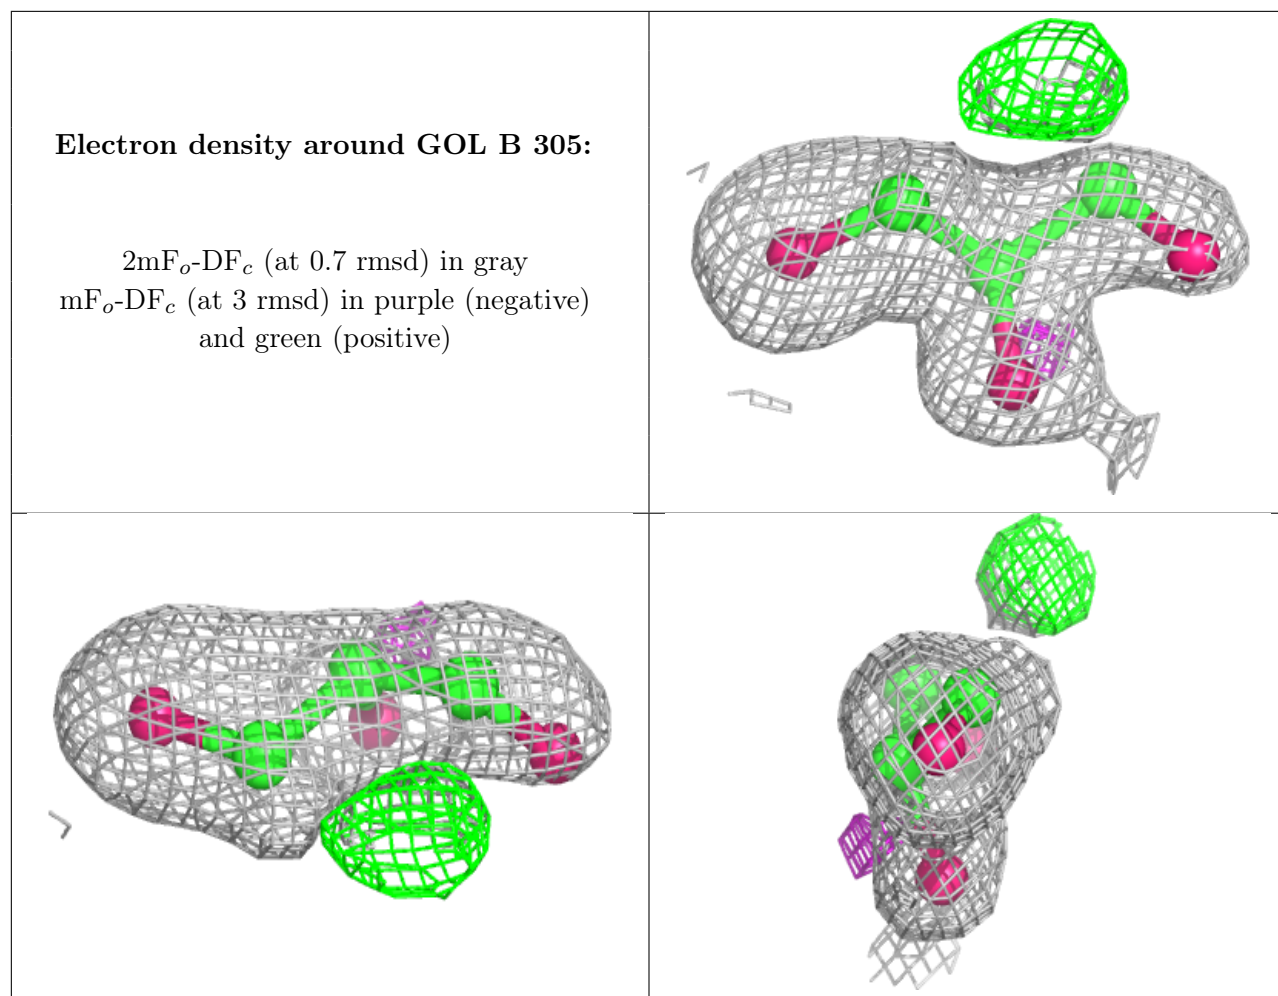 Electron density around GOL B 305:
2mFo-DFc (at 0.7 rmsd) in gray
mFo-DFc (at 3 rmsd) in purple (negative)
and green (positive)